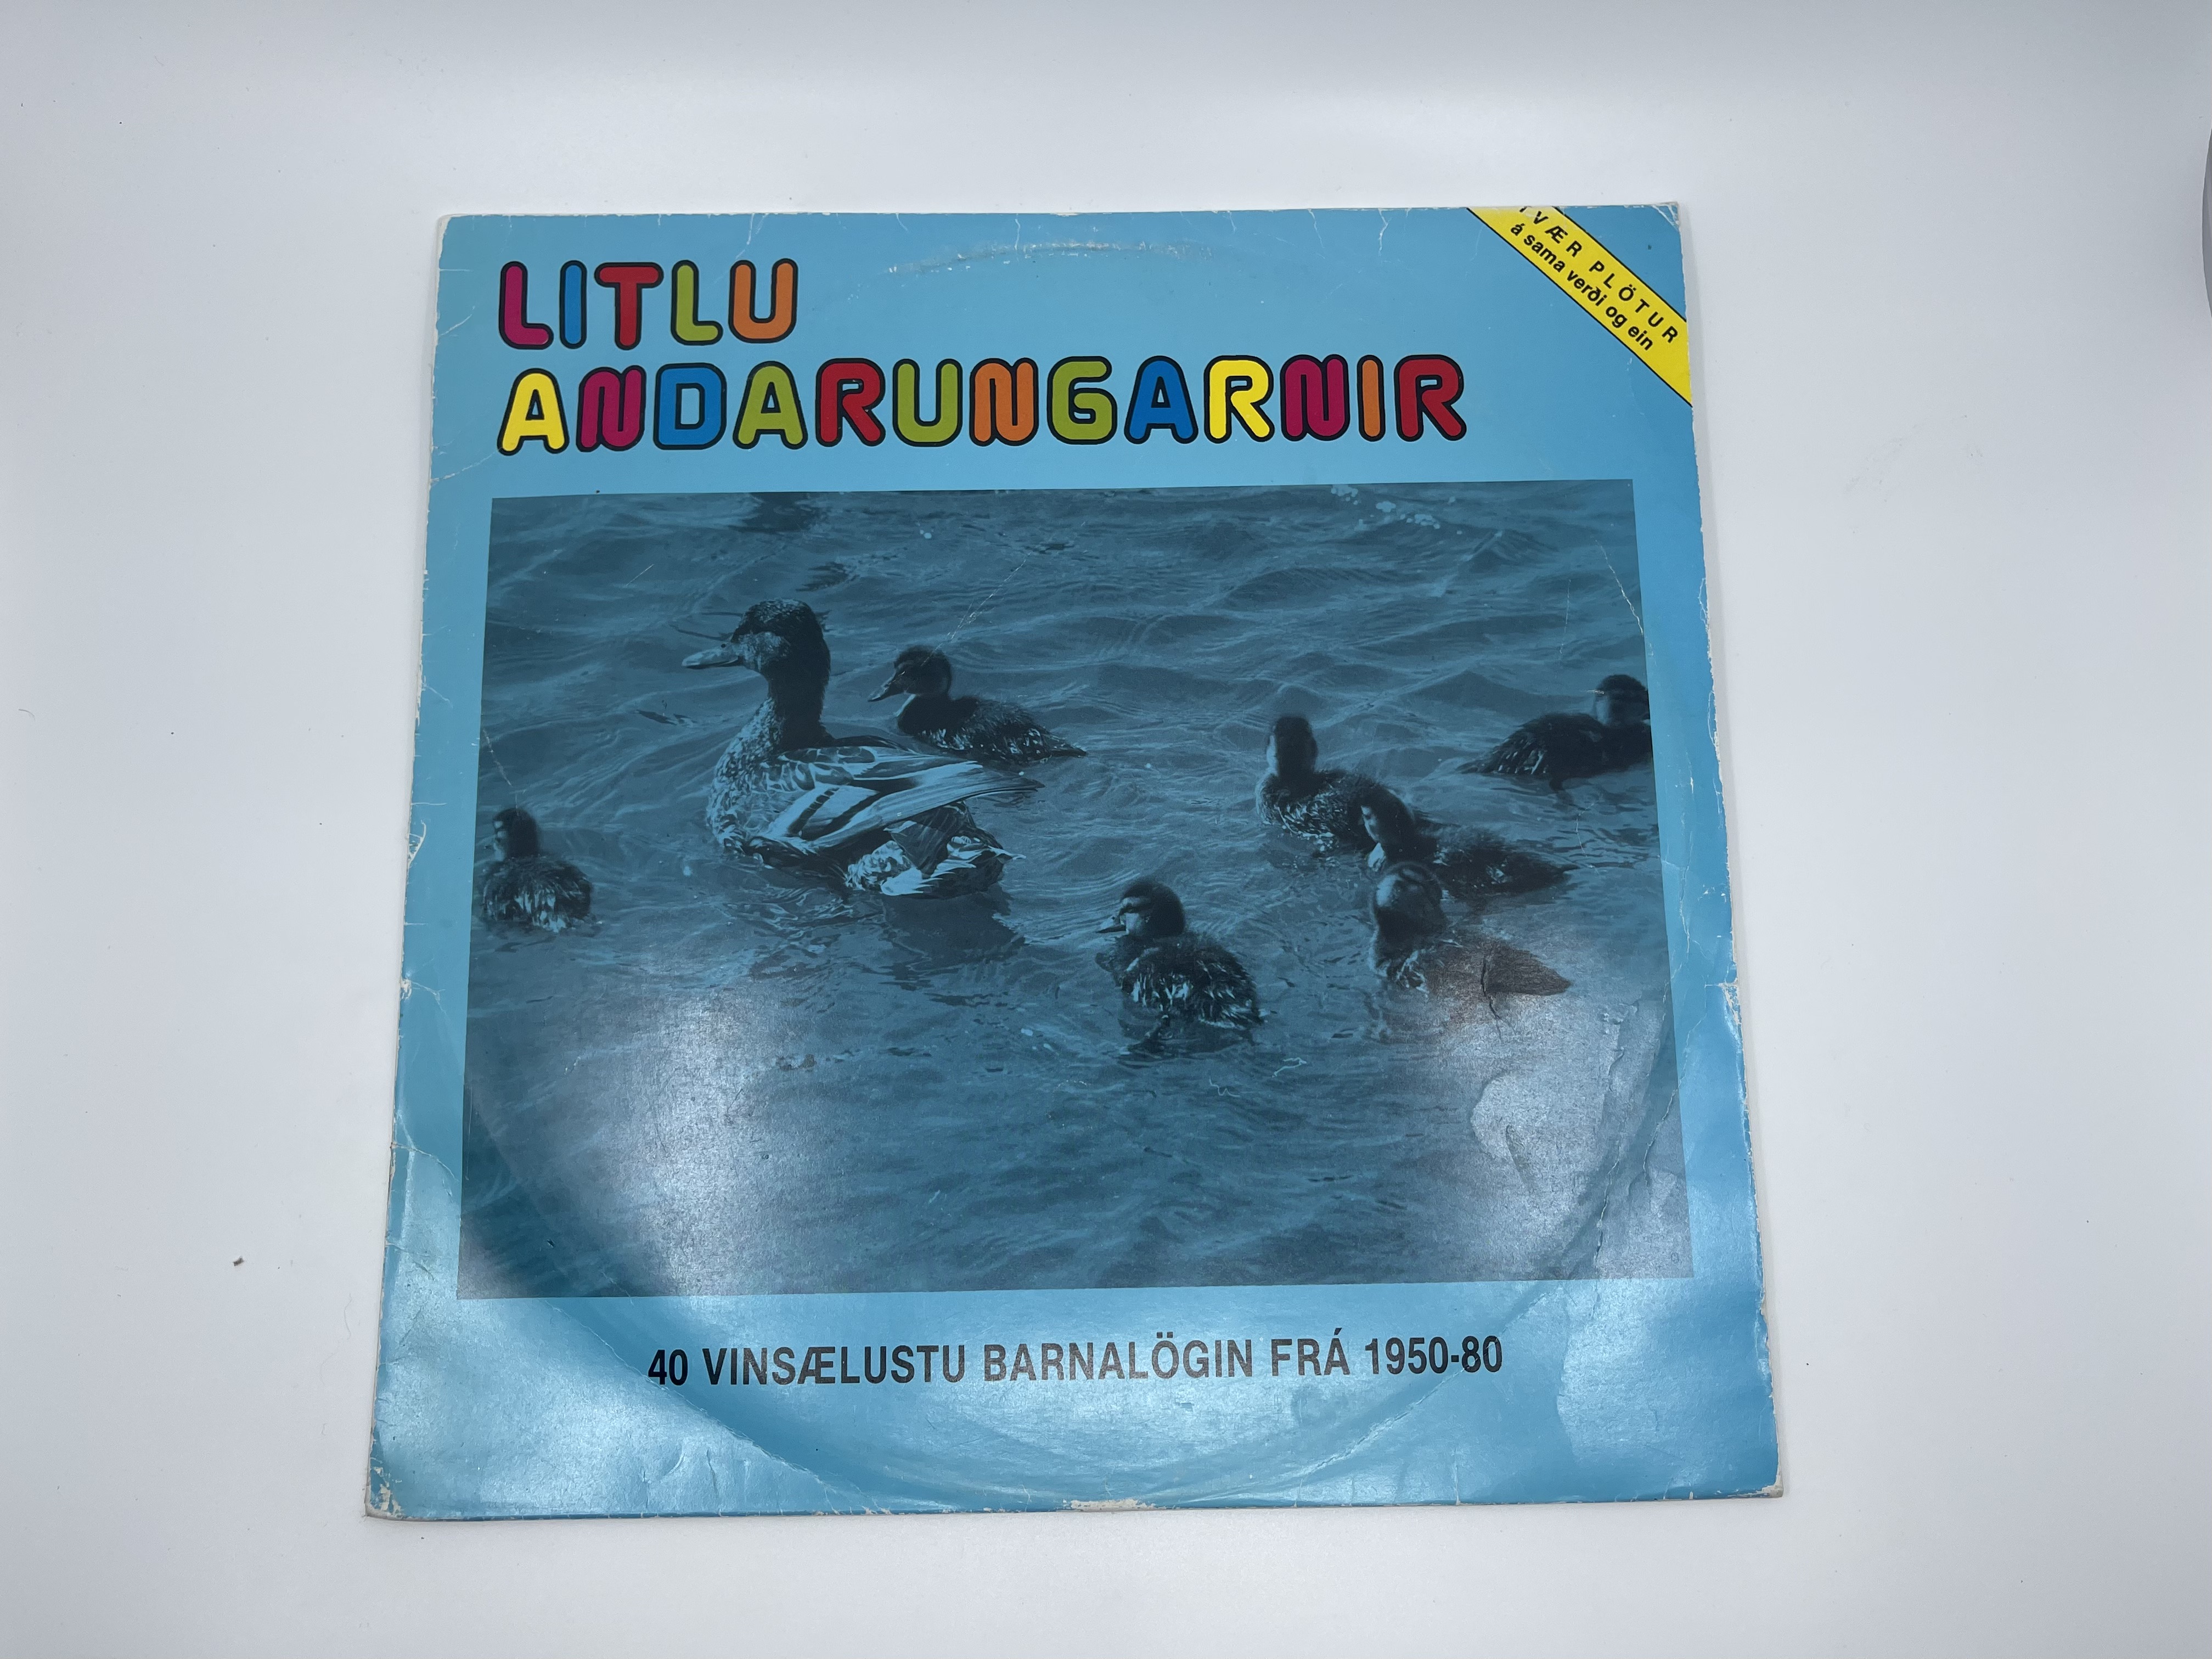 LITLU
ANDARUNGARNIR
TVÆR PLÖTUR
á sama verði og ein
40 VINSÆLUSTU BARNALÖGIN FRÁ 1950-80